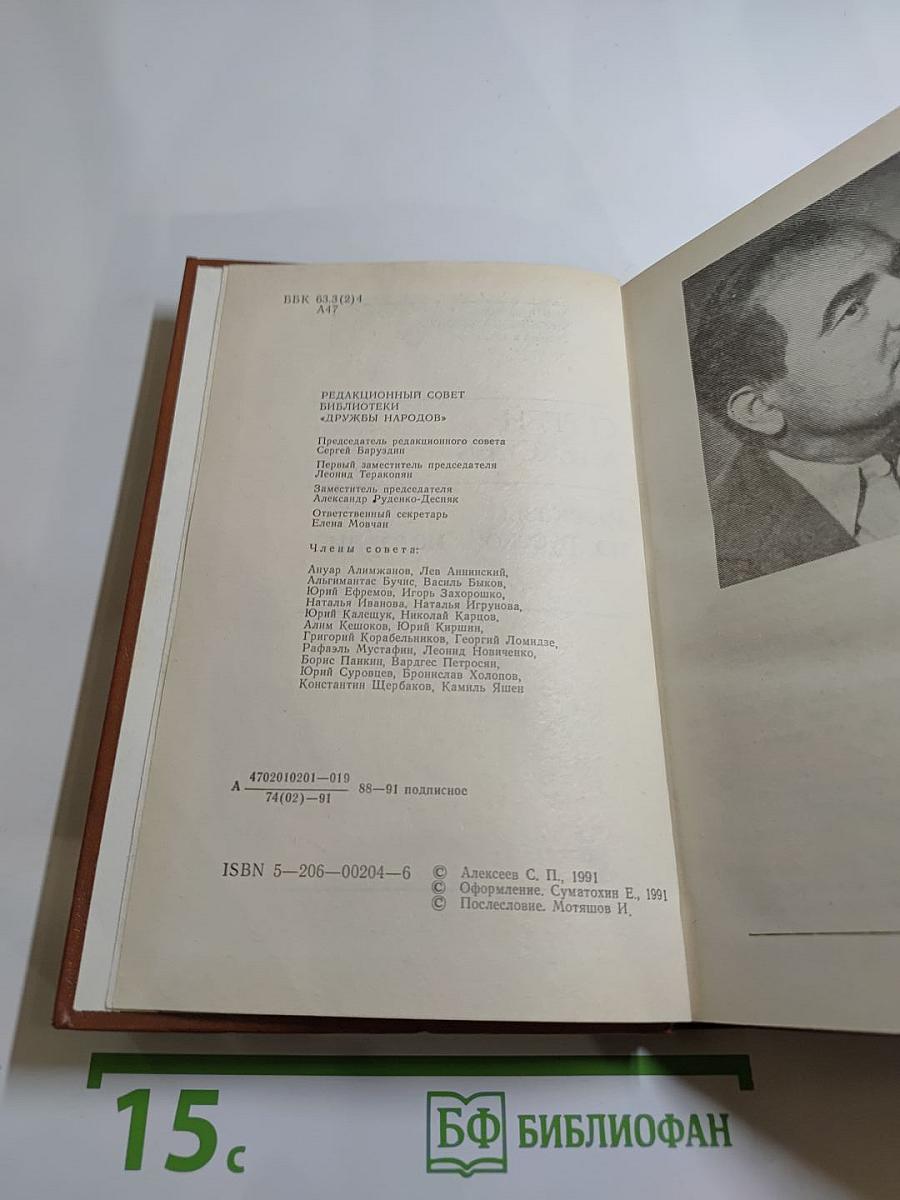 ББК 63.3(2)4
А47
РЕДАКЦИОННЫЙ СОВЕТ
БИБЛИОТЕКИ
«ДРУЖБЫ НАРОДОВ»
Председатель редакционного совета
Сергей Баруздин
Первый заместитель председателя
Леонид Теракопян
Заместитель председателя
Александр Руденко-Десняк
Ответственный секретарь
Елена Мовчан
Члены совета:
Ануар Алимжанов, Лев Аннинский,
Альгимантас Бучис, Василь Быков,
Юрий Ефремов, Игорь Захорошко,
Наталья Иванова, Наталья Игрунова,
Юрий Калещук, Николай Карцов,
Алим Кешоков, Юрий Киршин,
Григорий Корабельников, Георгий Ломидзе,
Рафаэль Мустафин, Леонид Новиченко,
Борис Панкин, Вардгес Петросян,
Юрий Суровцев, Бронислав Холопов,
Константин Щербаков, Камиль Яшен
А 4702010201—019
74(02)—91
88—91 подписное
ISBN 5—206—00204—6
© Алексеев С. П., 1991
© Оформление. Суматохин Е., 1991
© Послесловие. Мотяшов И.
15 с
БФ БИБЛИОФАН